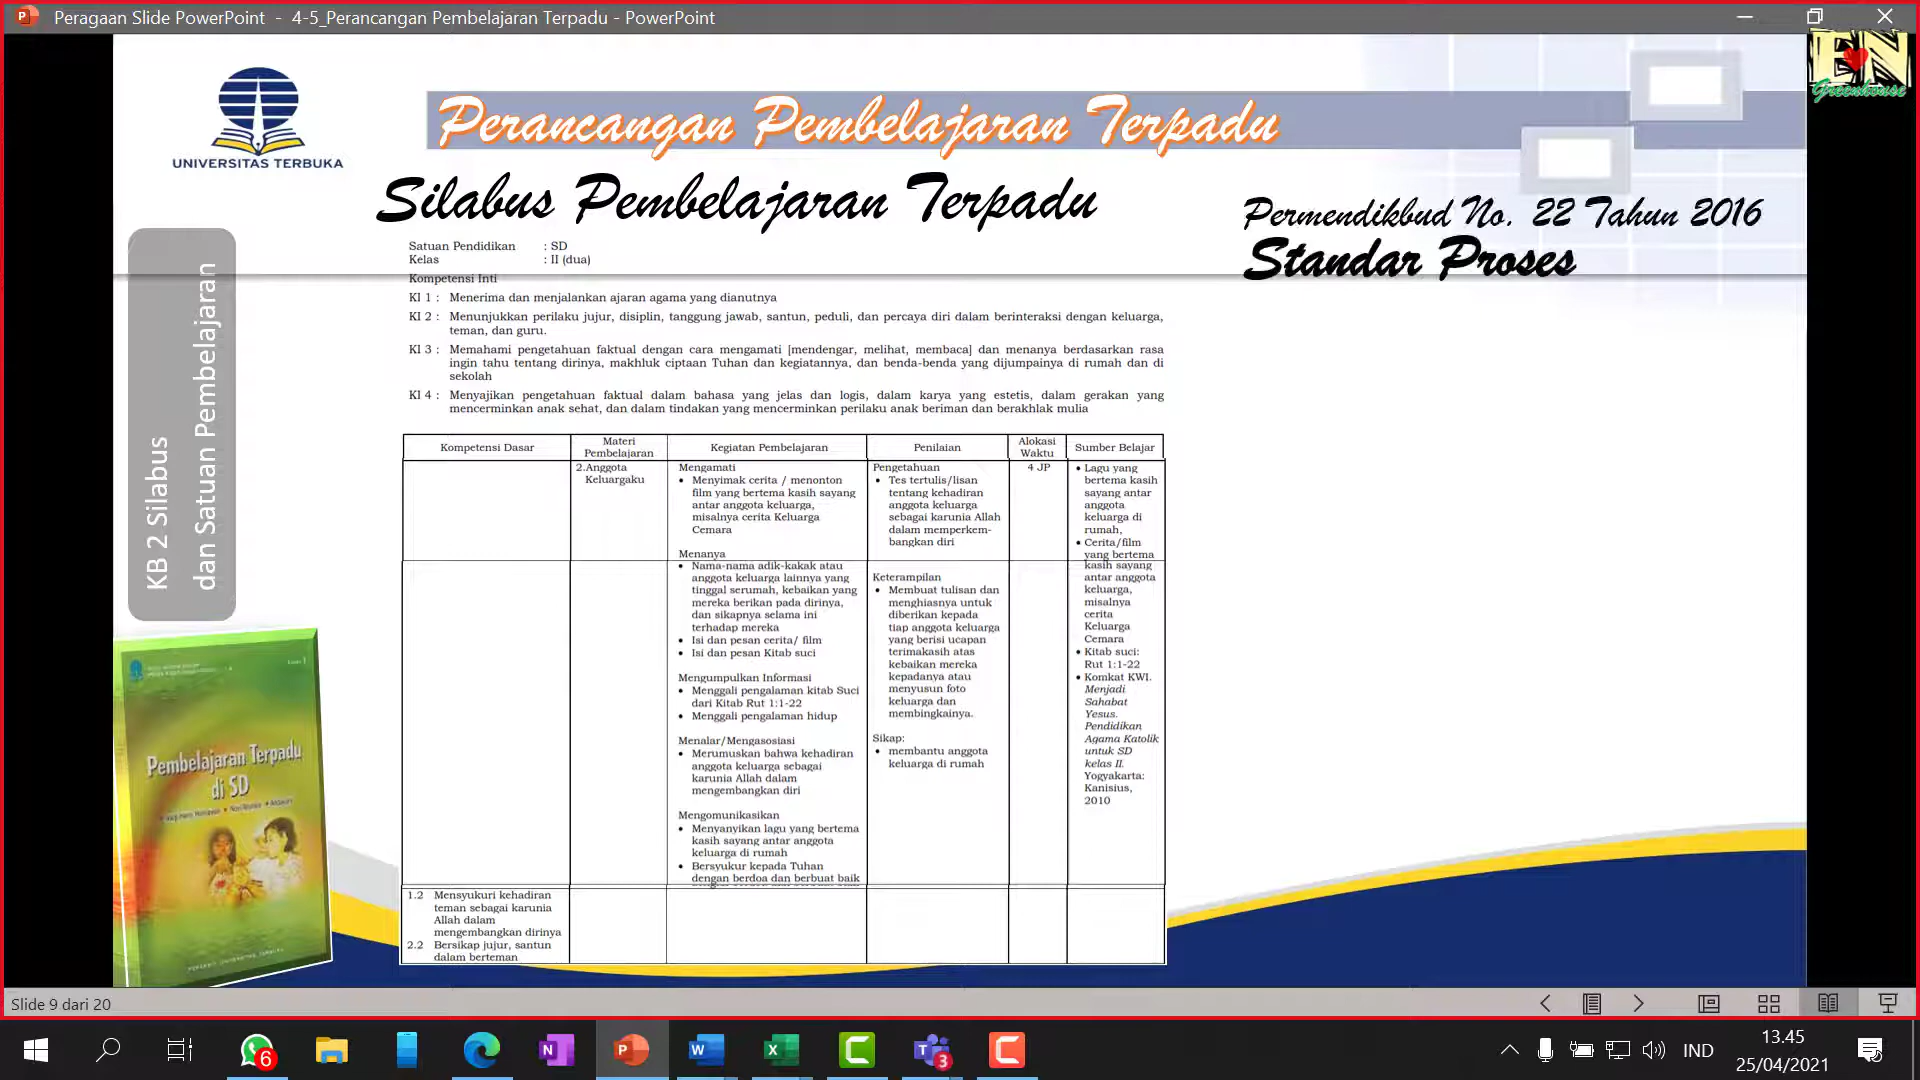 Peragaan Slide PowerPoint - 4-5_Perancangan Pembelajaran Terpadu - PowerPoint
EN
Greenhouse
UNIVERSITAS TERBUKA
Perancangan Pembelajaran Terpadu
Silabus Pembelajaran Terpadu
Permendikbud No. 22 Tahun 2016
Standar Proses
KB 2 Silabus
dan Satuan Pembelajaran
Satuan Pendidikan : SD
Kelas : II (dua)
Kompetensi Inti
KI 1 : Menerima dan menjalankan ajaran agama yang dianutnya
KI 2 : Menunjukkan perilaku jujur, disiplin, tanggung jawab, santun, peduli, dan percaya diri dalam berinteraksi dengan keluarga,
teman, dan guru.
KI 3 : Memahami pengetahuan faktual dengan cara mengamati [mendengar, melihat, membaca] dan menanya berdasarkan rasa
ingin tahu tentang dirinya, makhluk ciptaan Tuhan dan kegiatannya, dan benda-benda yang dijumpainya di rumah dan di
sekolah
KI 4 : Menyajikan pengetahuan faktual dalam bahasa yang jelas dan logis, dalam karya yang estetis, dalam gerakan yang
mencerminkan anak sehat, dan dalam tindakan yang mencerminkan perilaku anak beriman dan berakhlak mulia
Kompetensi Dasar
Materi
Pembelajaran
Kegiatan Pembelajaran
Penilaian
Alokasi
Waktu
Sumber Belajar
2.Anggota
Keluargaku
Mengamati
• Menyimak cerita / menonton
film yang bertema kasih sayang
antar anggota keluarga,
misalnya cerita Keluarga
Cemara
Menanya
• Nama-nama adik-kakak atau
anggota keluarga lainnya yang
tinggal serumah, kebaikan yang
mereka berikan pada dirinya,
dan sikapnya selama ini
terhadap mereka
• Isi dan pesan cerita/ film
• Isi dan pesan Kitab suci
Mengumpulkan Informasi
• Menggali pengalaman kitab Suci
dari Kitab Rut 1:1-22
• Menggali pengalaman hidup
Menalar/Mengasosiasi
• Merumuskan bahwa kehadiran
anggota keluarga sebagai
karunia Allah dalam
mengembangkan diri
Mengomunikasikan
• Menyanyikan lagu yang bertema
kasih sayang antar anggota
keluarga di rumah
• Bersyukur kepada Tuhan
dengan berdoa dan berbuat baik
Pengetahuan
• Tes tertulis/lisan
tentang kehadiran
anggota keluarga
sebagai karunia Allah
dalam memperkem-
bangkan diri
Keterampilan
• Membuat tulisan dan
menghiasnya untuk
diberikan kepada
tiap anggota keluarga
yang berisi ucapan
terimakasih atas
kebaikan mereka
kepadanya atau
menyusun foto
keluarga dan
membingkainya.
Sikap:
• membantu anggota
keluarga di rumah
4 JP
• Lagu yang
bertema kasih
sayang antar
anggota
keluarga di
rumah,
• Cerita/film
yang bertema
kasih sayang
antar anggota
keluarga,
misalnya
cerita
Keluarga
Cemara
• Kitab suci:
Rut 1:1-22
• Komkat KWI.
Menjadi
Sahabat
Yesus.
Pendidikan
Agama Katolik
untuk SD
kelas II.
Yogyakarta:
Kanisius,
2010
1.2 Mensyukuri kehadiran
teman sebagai karunia
Allah dalam
mengembangkan dirinya
2.2 Bersikap jujur, santun
dalam berteman
Pembelajaran Terpadu
di SD
Slide 9 dari 20
6
3
IND
13.45
25/04/2021